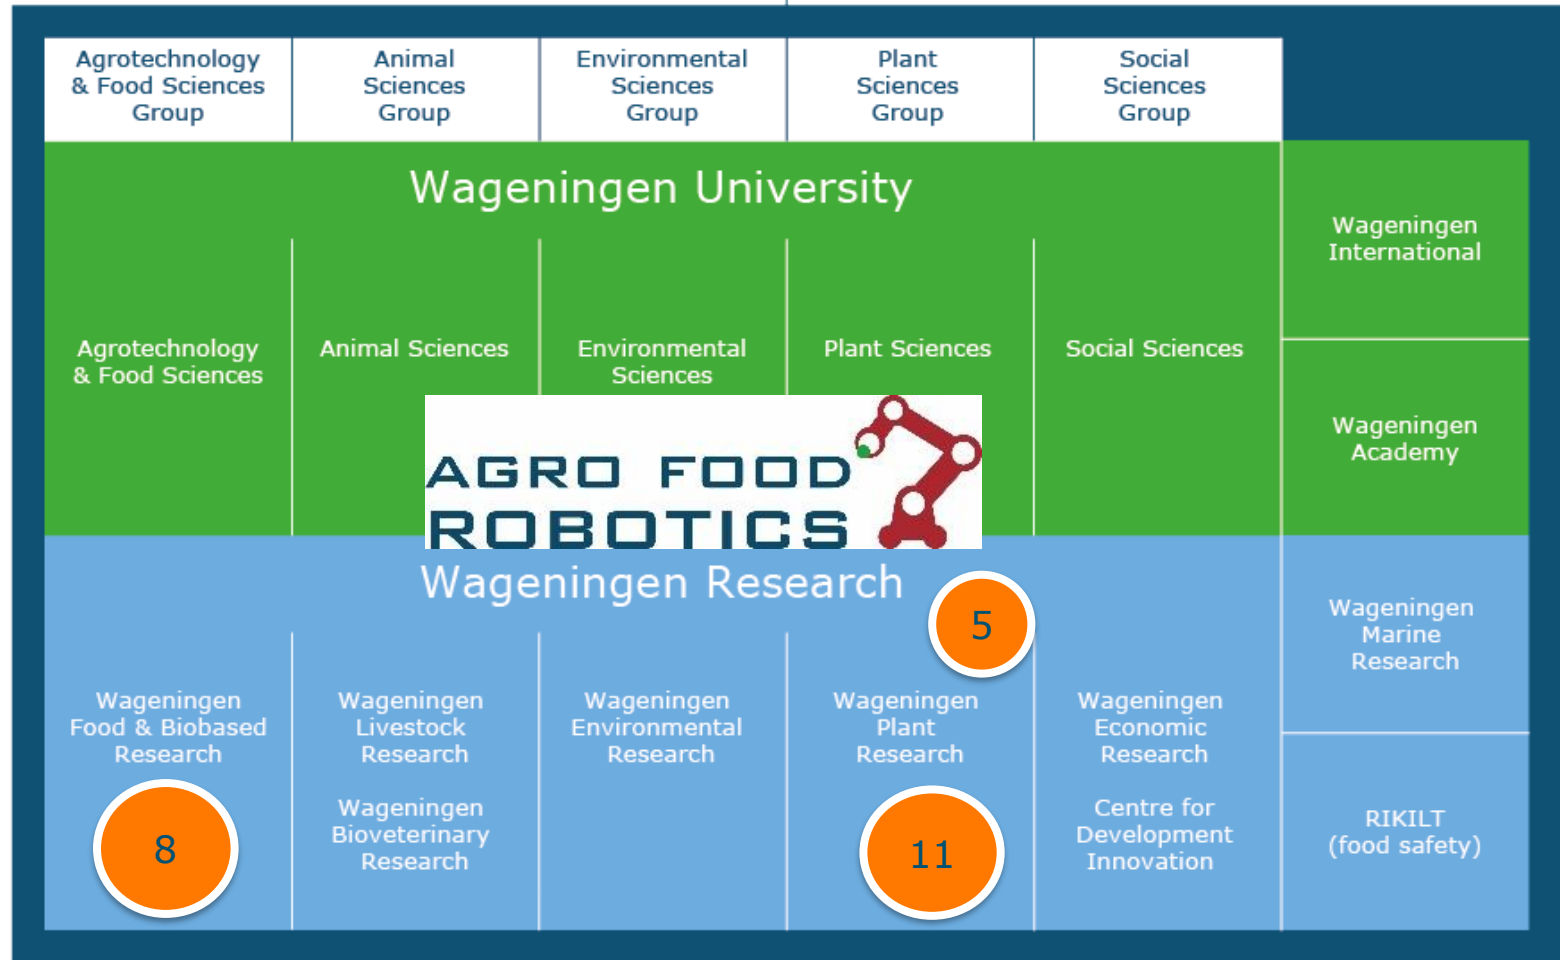 Agrotechnology
& Food Sciences
Group
Animal
Sciences
Group
Environmental
Sciences
Group
Plant
Sciences
Group
Social
Sciences
Group
Wageningen University
Agrotechnology
& Food Sciences
Animal Sciences
Environmental
Sciences
Plant Sciences
Social Sciences
Wageningen
International
Wageningen
Academy
AGRO FOOD
ROBOTICS
Wageningen Research
5
Wageningen
Food & Biobased
Research
8
Wageningen
Livestock
Research
Wageningen
Bioveterinary
Research
Wageningen
Environmental
Research
Wageningen
Plant
Research
11
Wageningen
Economic
Research
Centre for
Development
Innovation
Wageningen
Marine
Research
RIKILT
(food safety)